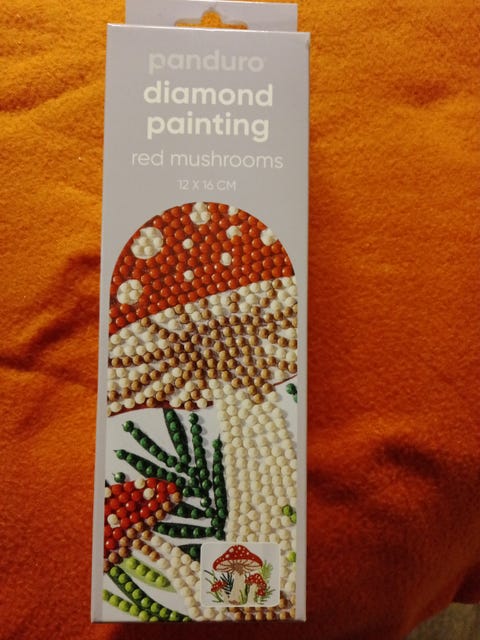 panduro
diamond
painting
red mushrooms
12 X 16 CM